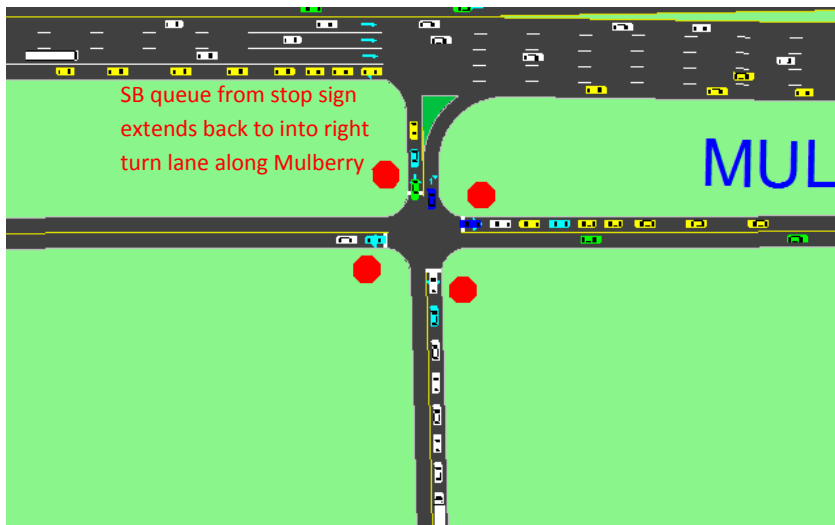 SB queue from stop sign
extends back to into right
turn lane along Mulberry
MUL